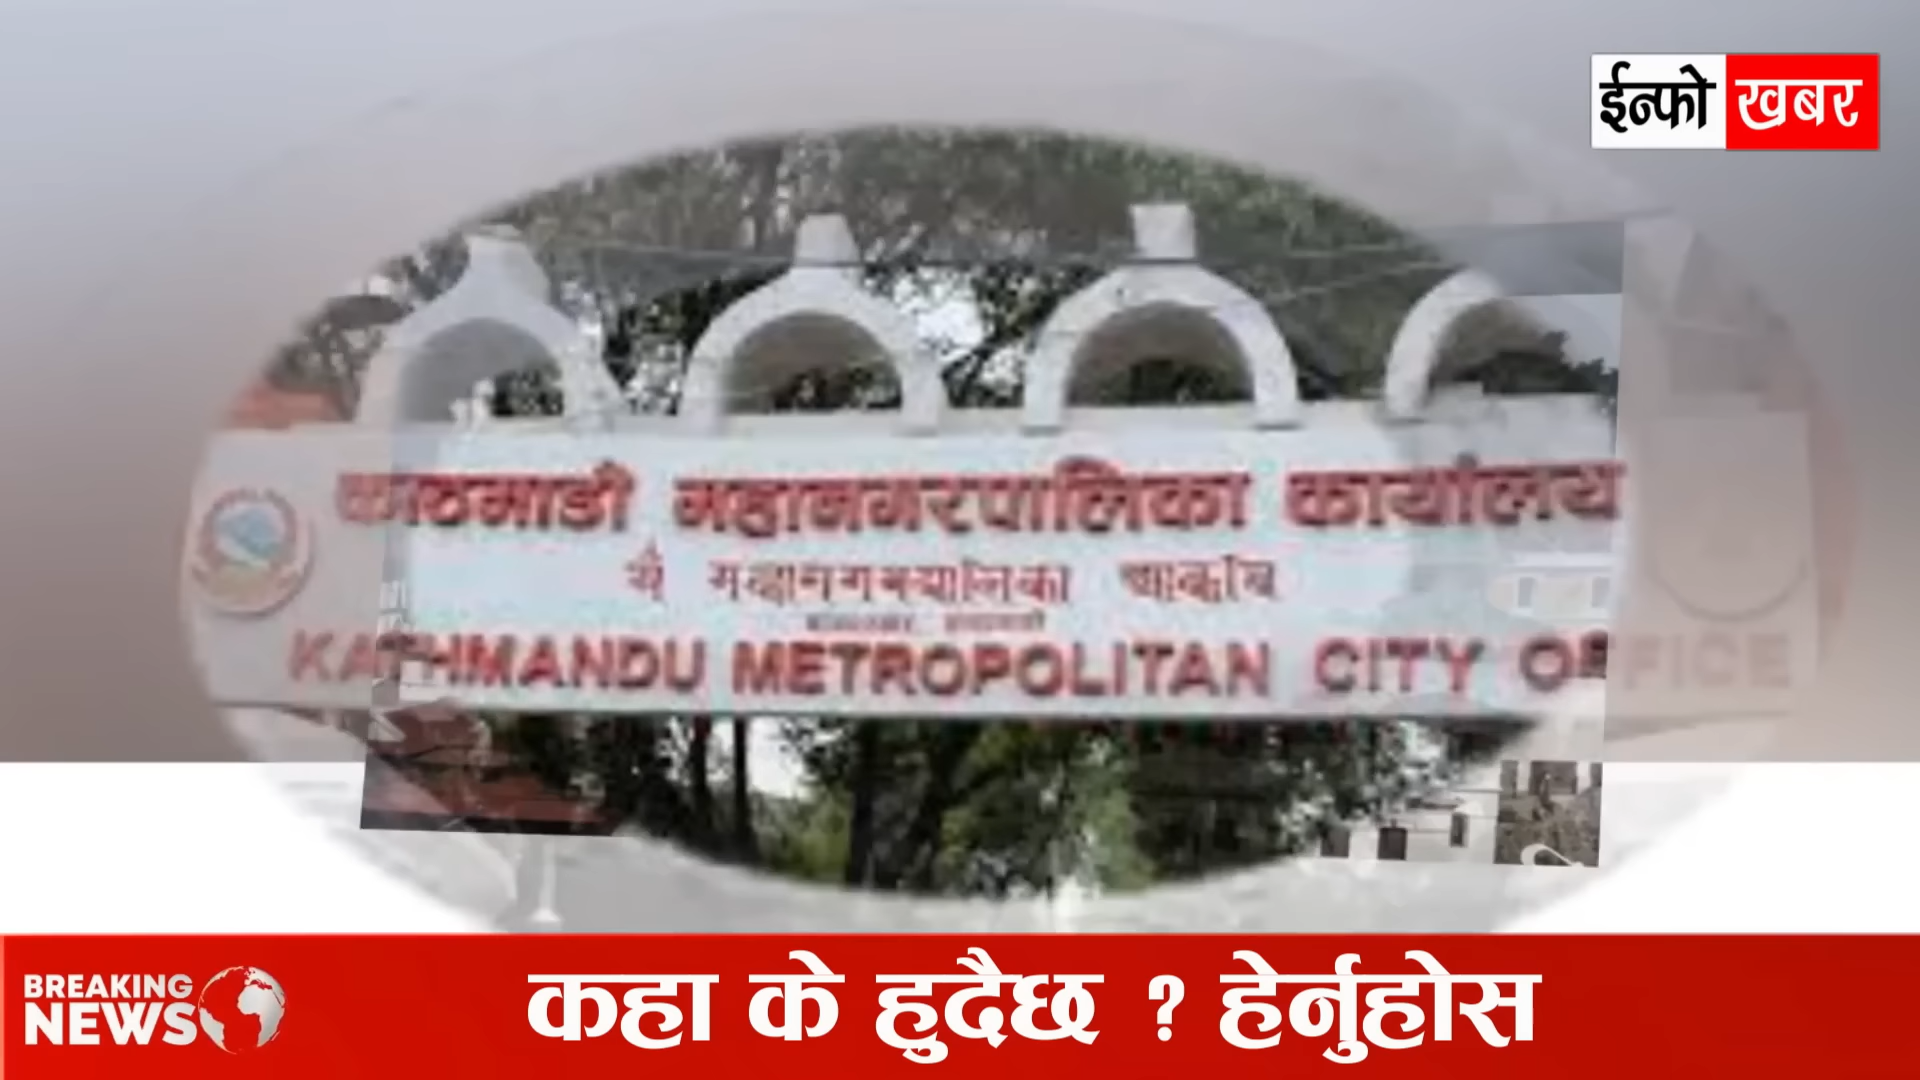 ईन्फो खबर
काठमाडौं महानगरपालिका कार्यालय
KATHMANDU METROPOLITAN CITY OFFICE
BREAKING NEWS
कहा के हुदैछ ? हेर्नुहोस